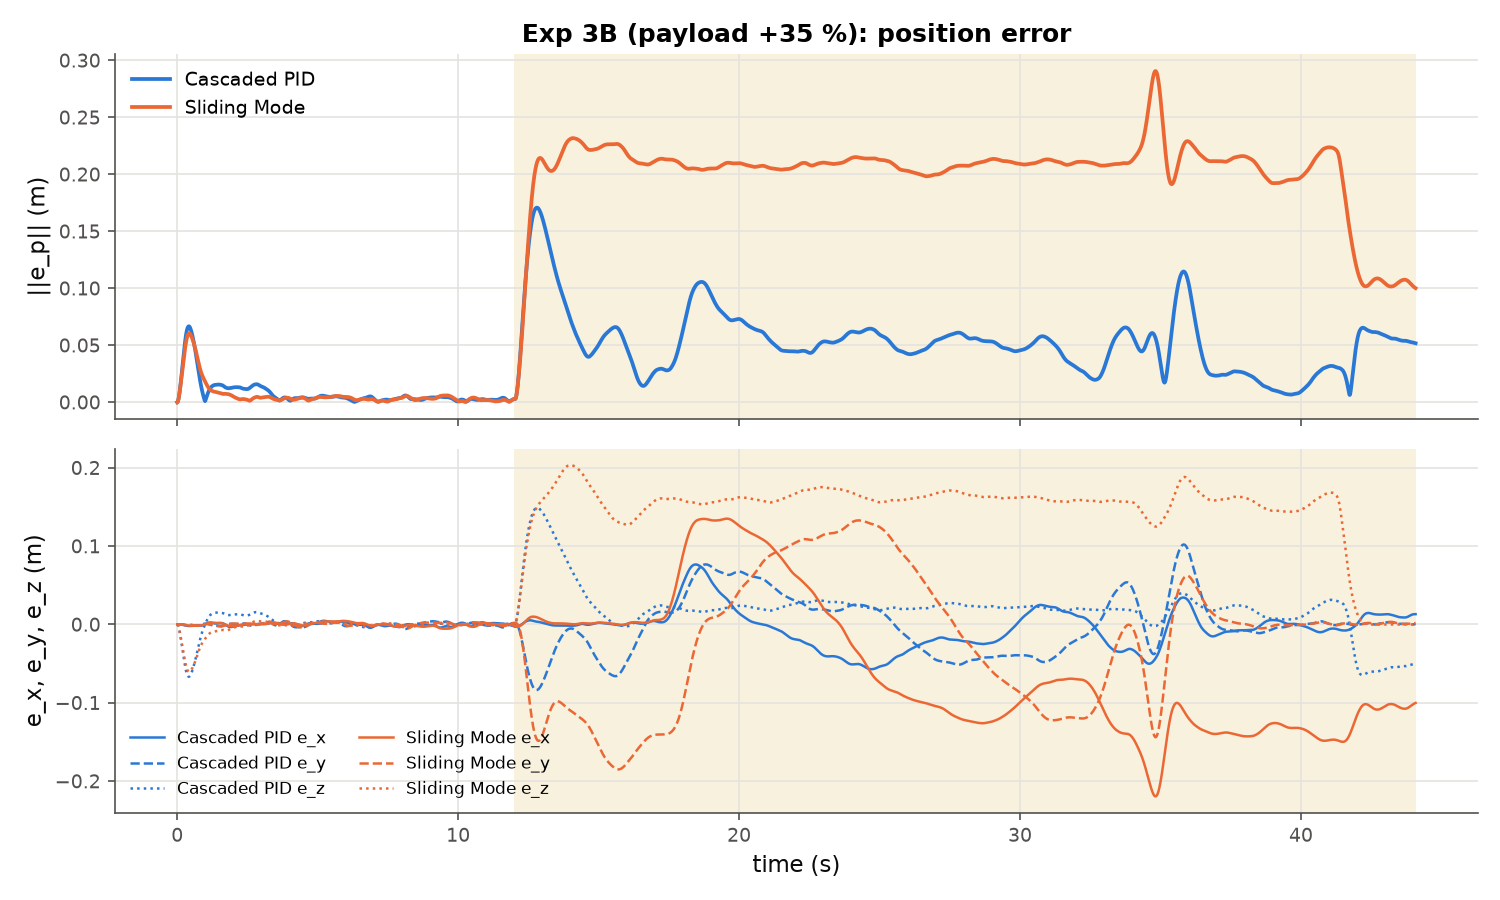 Exp 3B (payload +35 %): position error
||e_p|| (m)
0.30
0.25
0.20
0.15
0.10
0.05
0.00
Cascaded PID
Sliding Mode
e_x, e_y, e_z (m)
0.2
0.1
0.0
−0.1
−0.2
Cascaded PID e_x
Cascaded PID e_y
Cascaded PID e_z
Sliding Mode e_x
Sliding Mode e_y
Sliding Mode e_z
0 10 20 30 40
time (s)